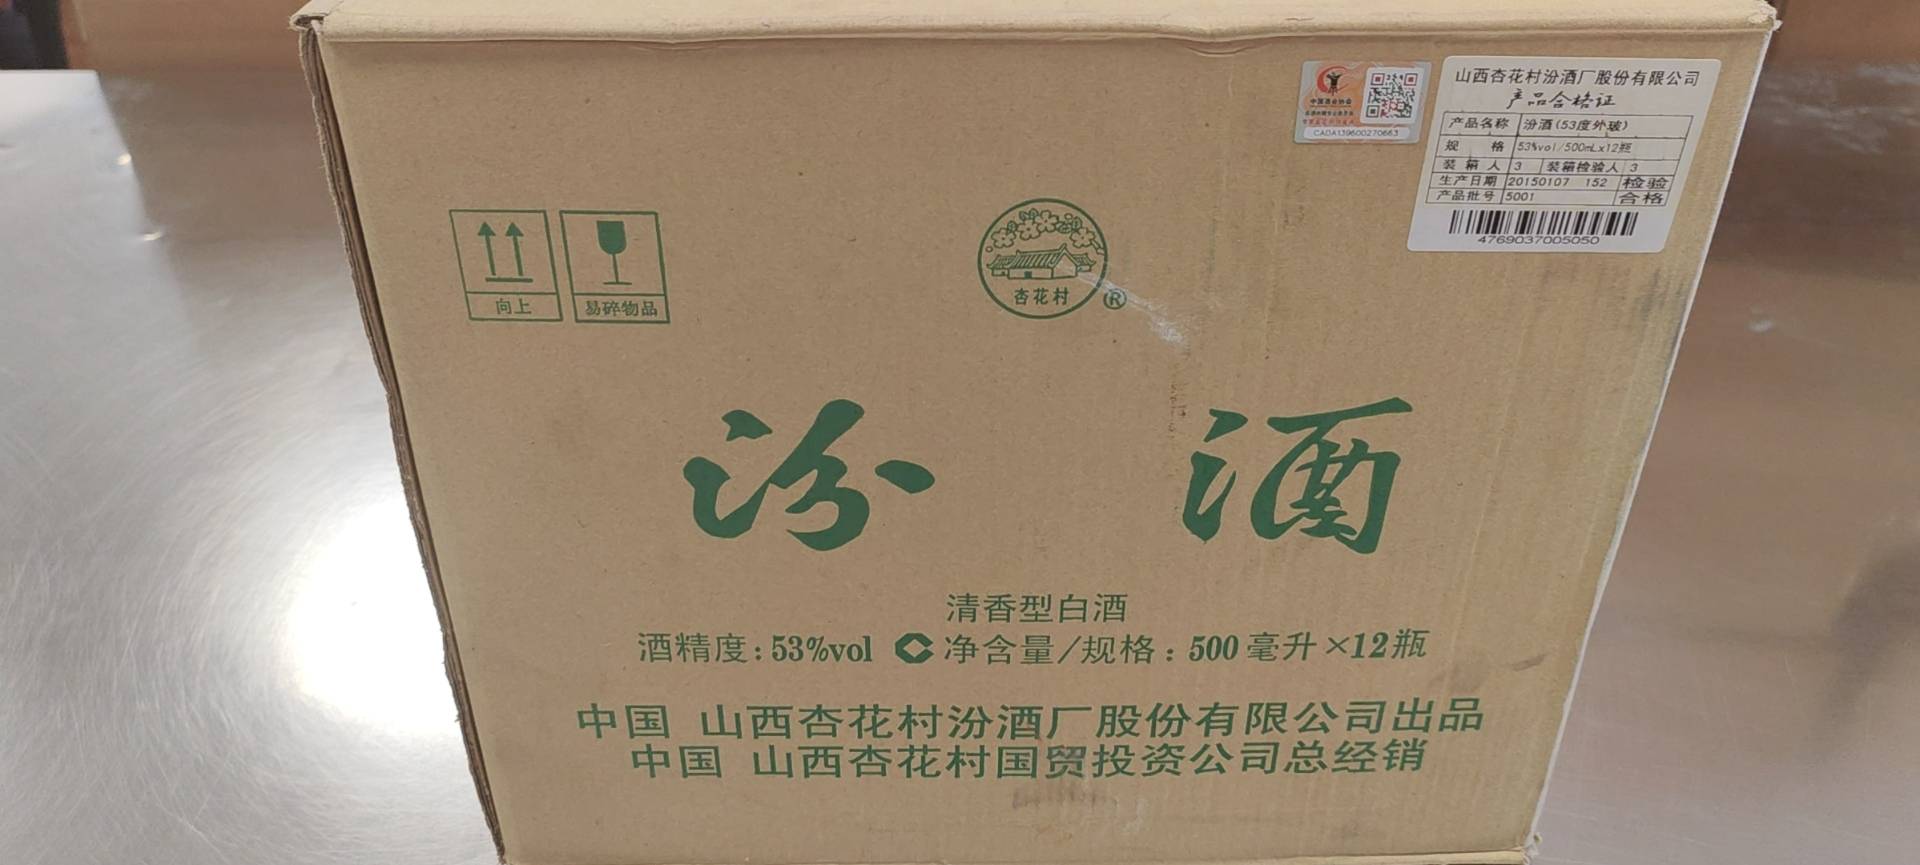 中国酒业协会
CADA139600270663
山西杏花村汾酒厂股份有限公司
产品合格证
产品名称 汾酒(53度外玻)
规 格 53%vol/500mLx12瓶
装箱人 3 装箱检验人 3
生产日期 20150107 152 检验
产品批号 5001 合格
4769037005050
向上
易碎物品
杏花村
®
汾 酒
清香型白酒
酒精度:53%vol 净含量/规格:500毫升×12瓶
中国 山西杏花村汾酒厂股份有限公司出品
中国 山西杏花村国贸投资公司总经销